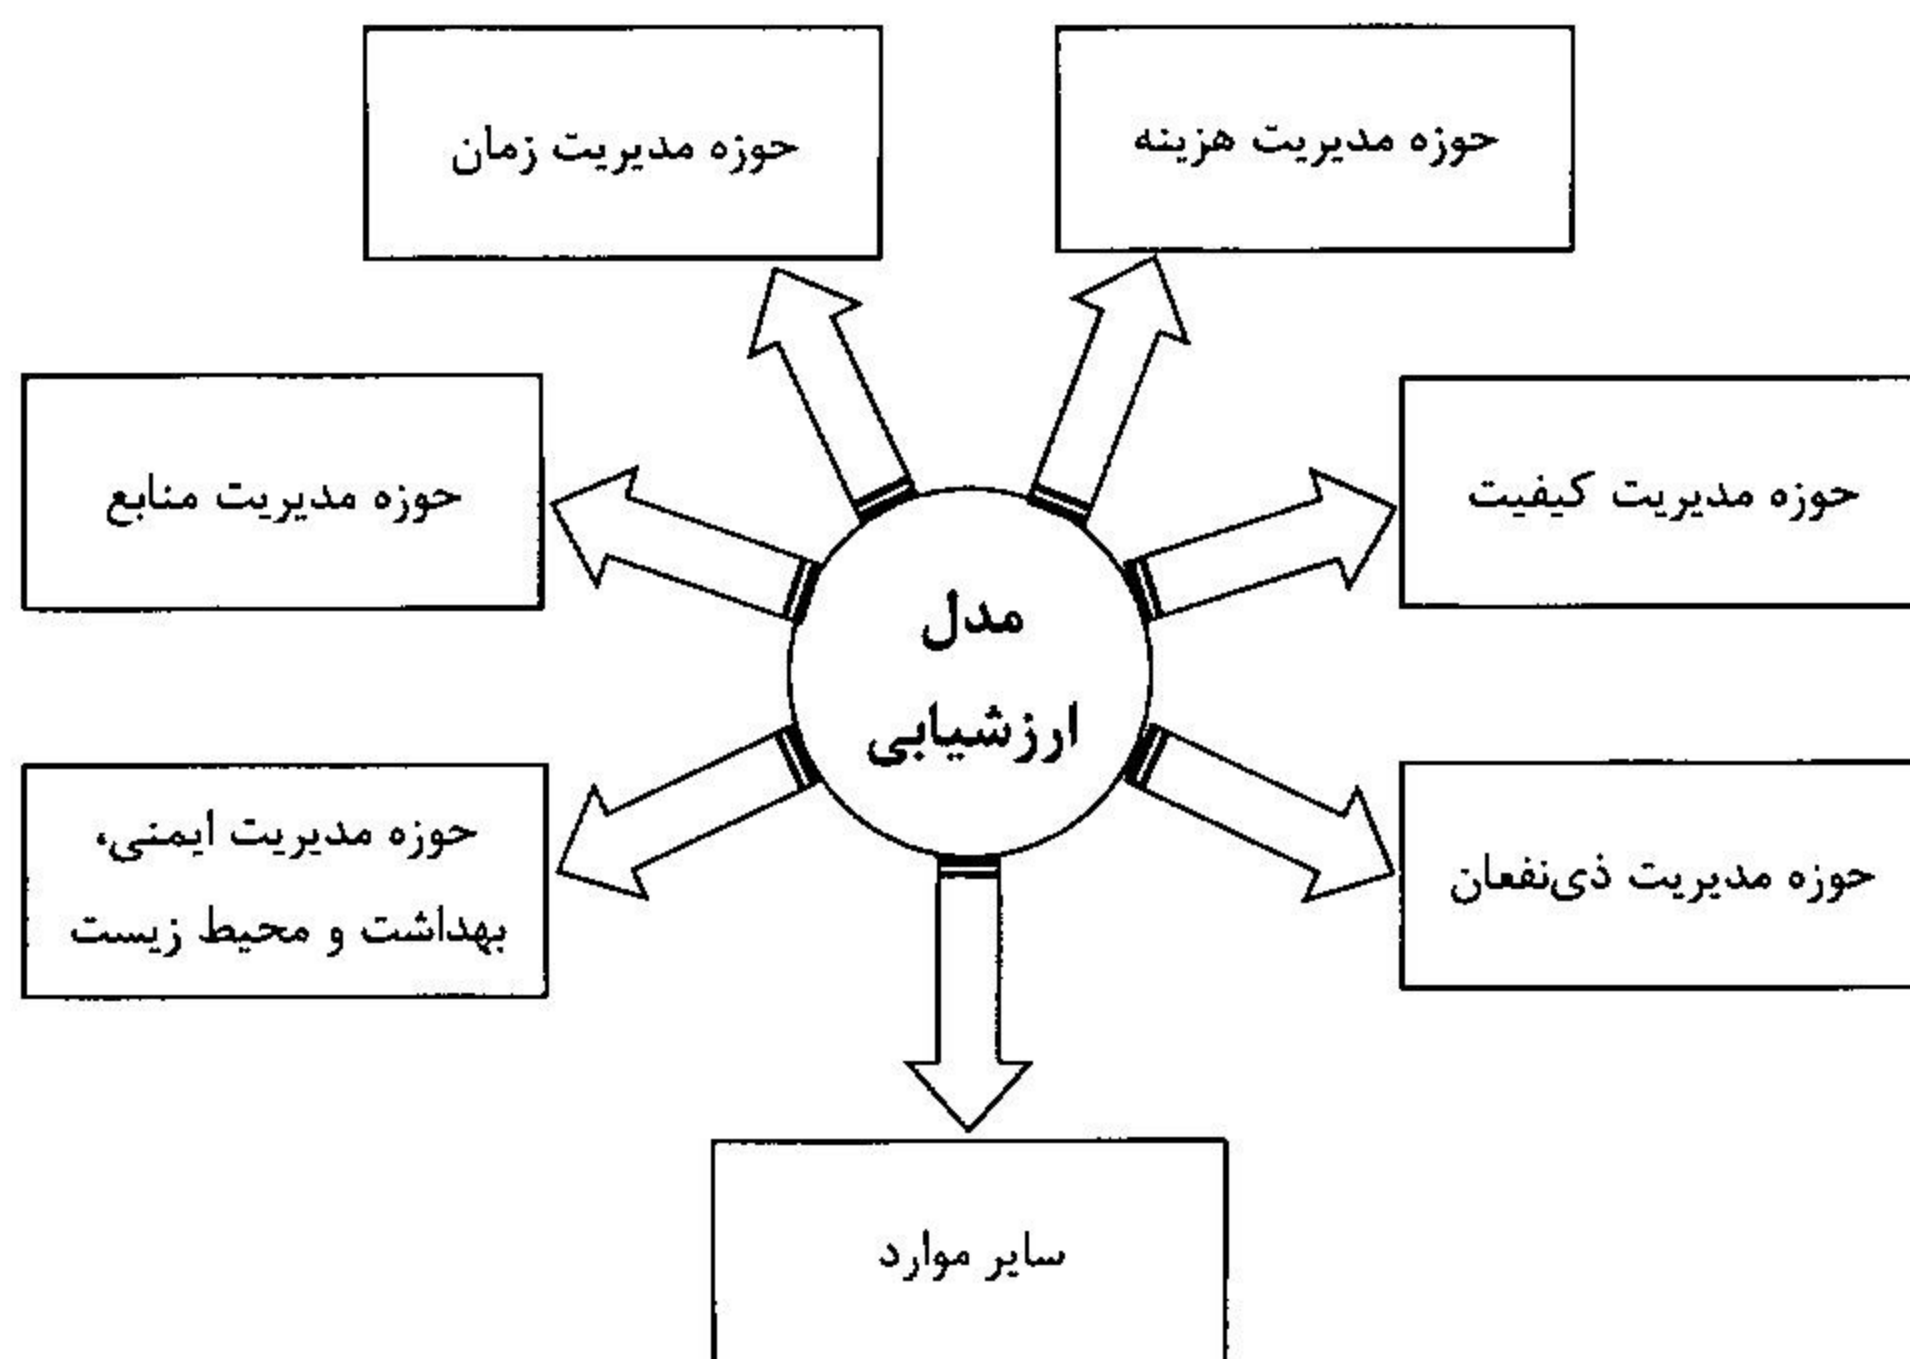 حوزه مدیریت هزینه
حوزه مدیریت زمان
حوزه مدیریت کیفیت
حوزه مدیریت منابع
مدل
ارزشیابی
حوزه مدیریت ذی‌نفعان
حوزه مدیریت ایمنی،
بهداشت و محیط زیست
سایر موارد